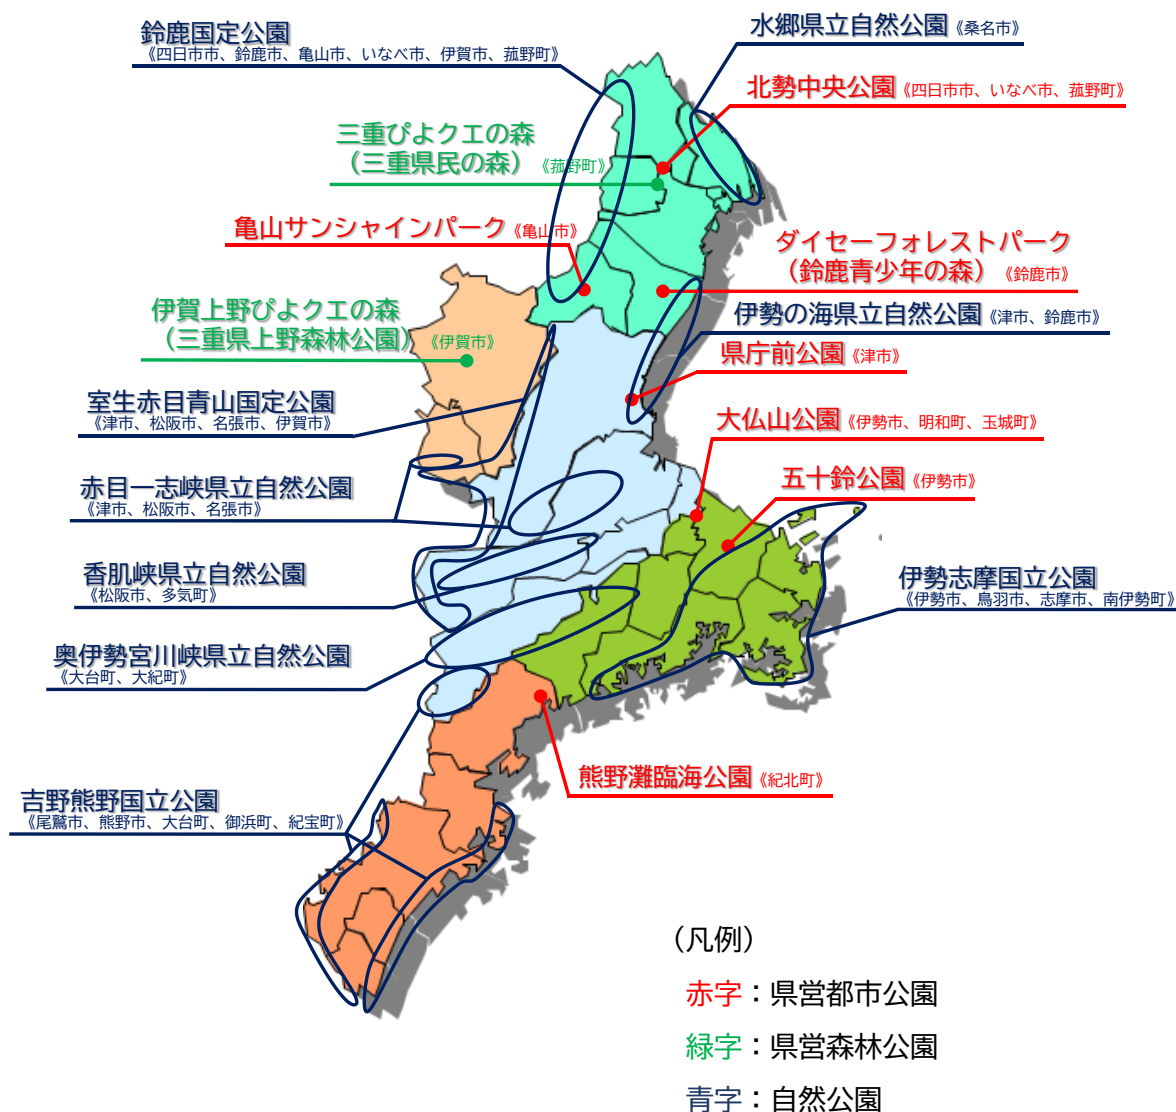 鈴鹿国定公園
《四日市市、鈴鹿市、亀山市、いなべ市、伊賀市、菰野町》
水郷県立自然公園《桑名市》
北勢中央公園《四日市市、いなべ市、菰野町》
三重ぴよクエの森
（三重県民の森）《菰野町》
亀山サンシャインパーク《亀山市》
ダイセーフォレストパーク
（鈴鹿青少年の森）《鈴鹿市》
伊賀上野ぴよクエの森
（三重県上野森林公園）《伊賀市》
伊勢の海県立自然公園《津市、鈴鹿市》
県庁前公園《津市》
室生赤目青山国定公園
《津市、松阪市、名張市、伊賀市》
大仏山公園《伊勢市、明和町、玉城町》
五十鈴公園《伊勢市》
赤目一志峡県立自然公園
《津市、松阪市、名張市》
香肌峡県立自然公園
《松阪市、多気町》
伊勢志摩国立公園
《伊勢市、鳥羽市、志摩市、南伊勢町》
奥伊勢宮川峡県立自然公園
《大台町、大紀町》
熊野灘臨海公園《紀北町》
吉野熊野国立公園
《尾鷲市、熊野市、大台町、御浜町、紀宝町》
（凡例）
赤字：県営都市公園
緑字：県営森林公園
青字：自然公園